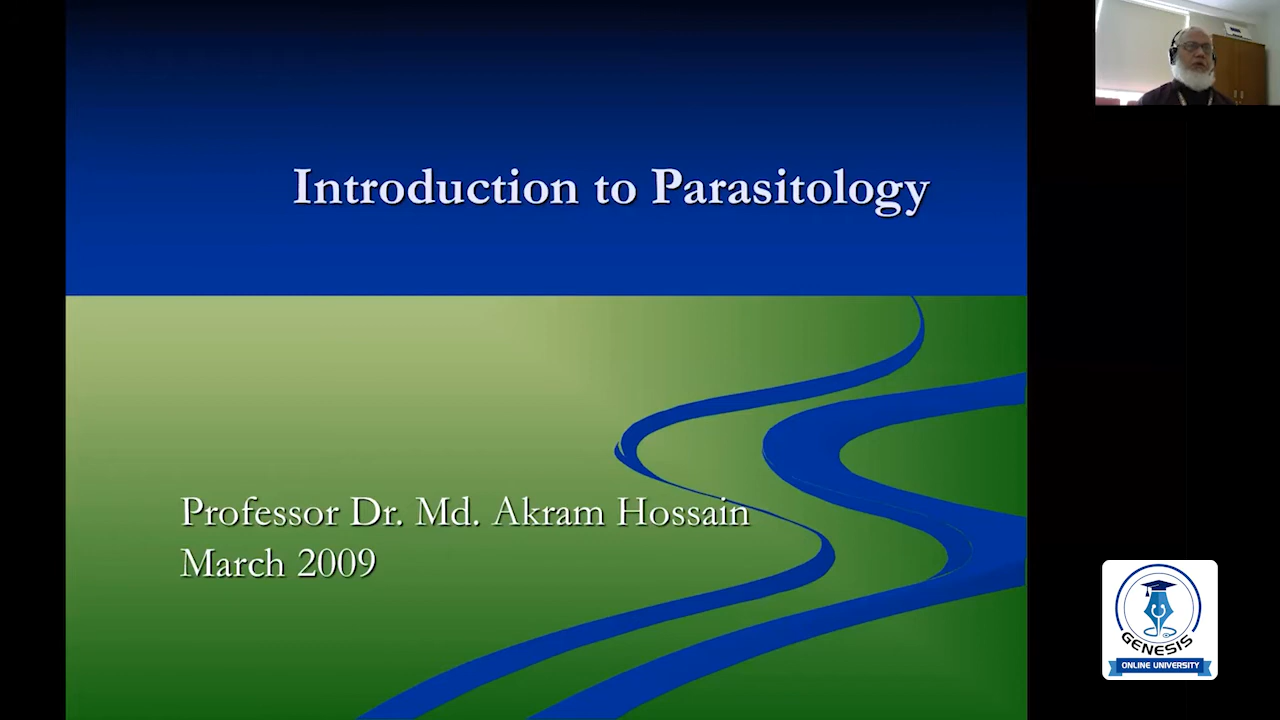 Introduction to Parasitology
Professor Dr. Md. Akram Hossain
March 2009
GENESIS
ONLINE UNIVERSITY